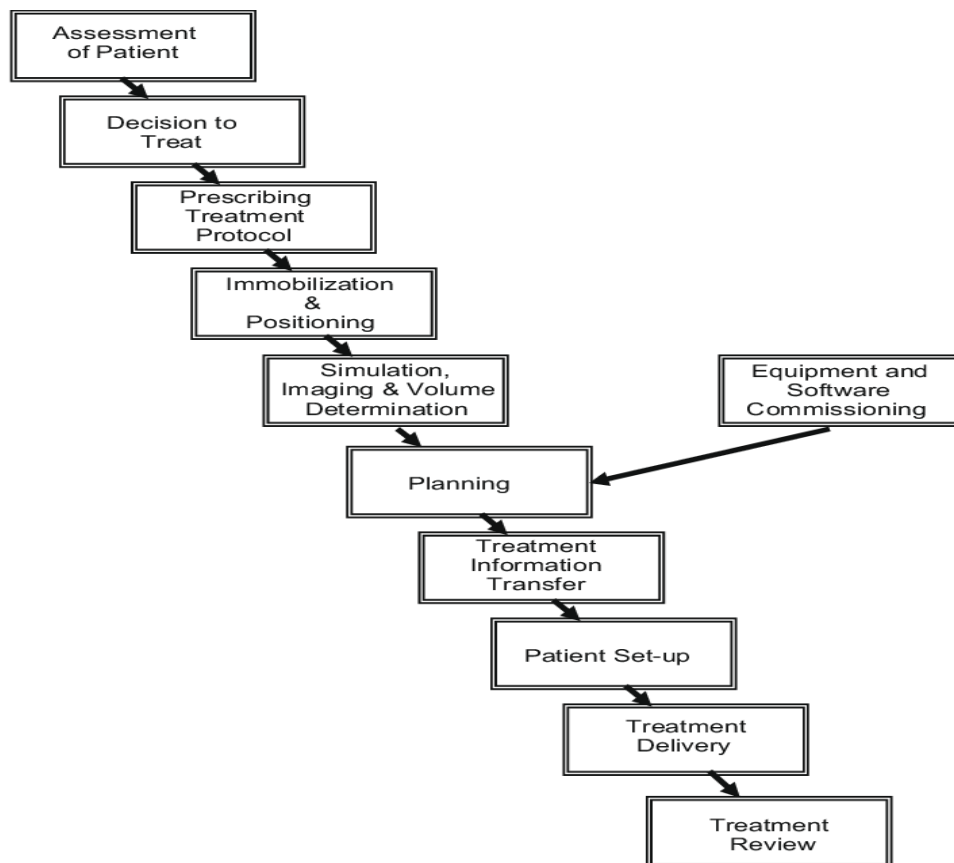 Assessment
of Patient
Decision to
Treat
Prescribing
Treatment
Protocol
Immobilization
&
Positioning
Simulation,
Imaging & Volume
Determination
Equipment and
Software
Commissioning
Planning
Treatment
Information
Transfer
Patient Set-up
Treatment
Delivery
Treatment
Review